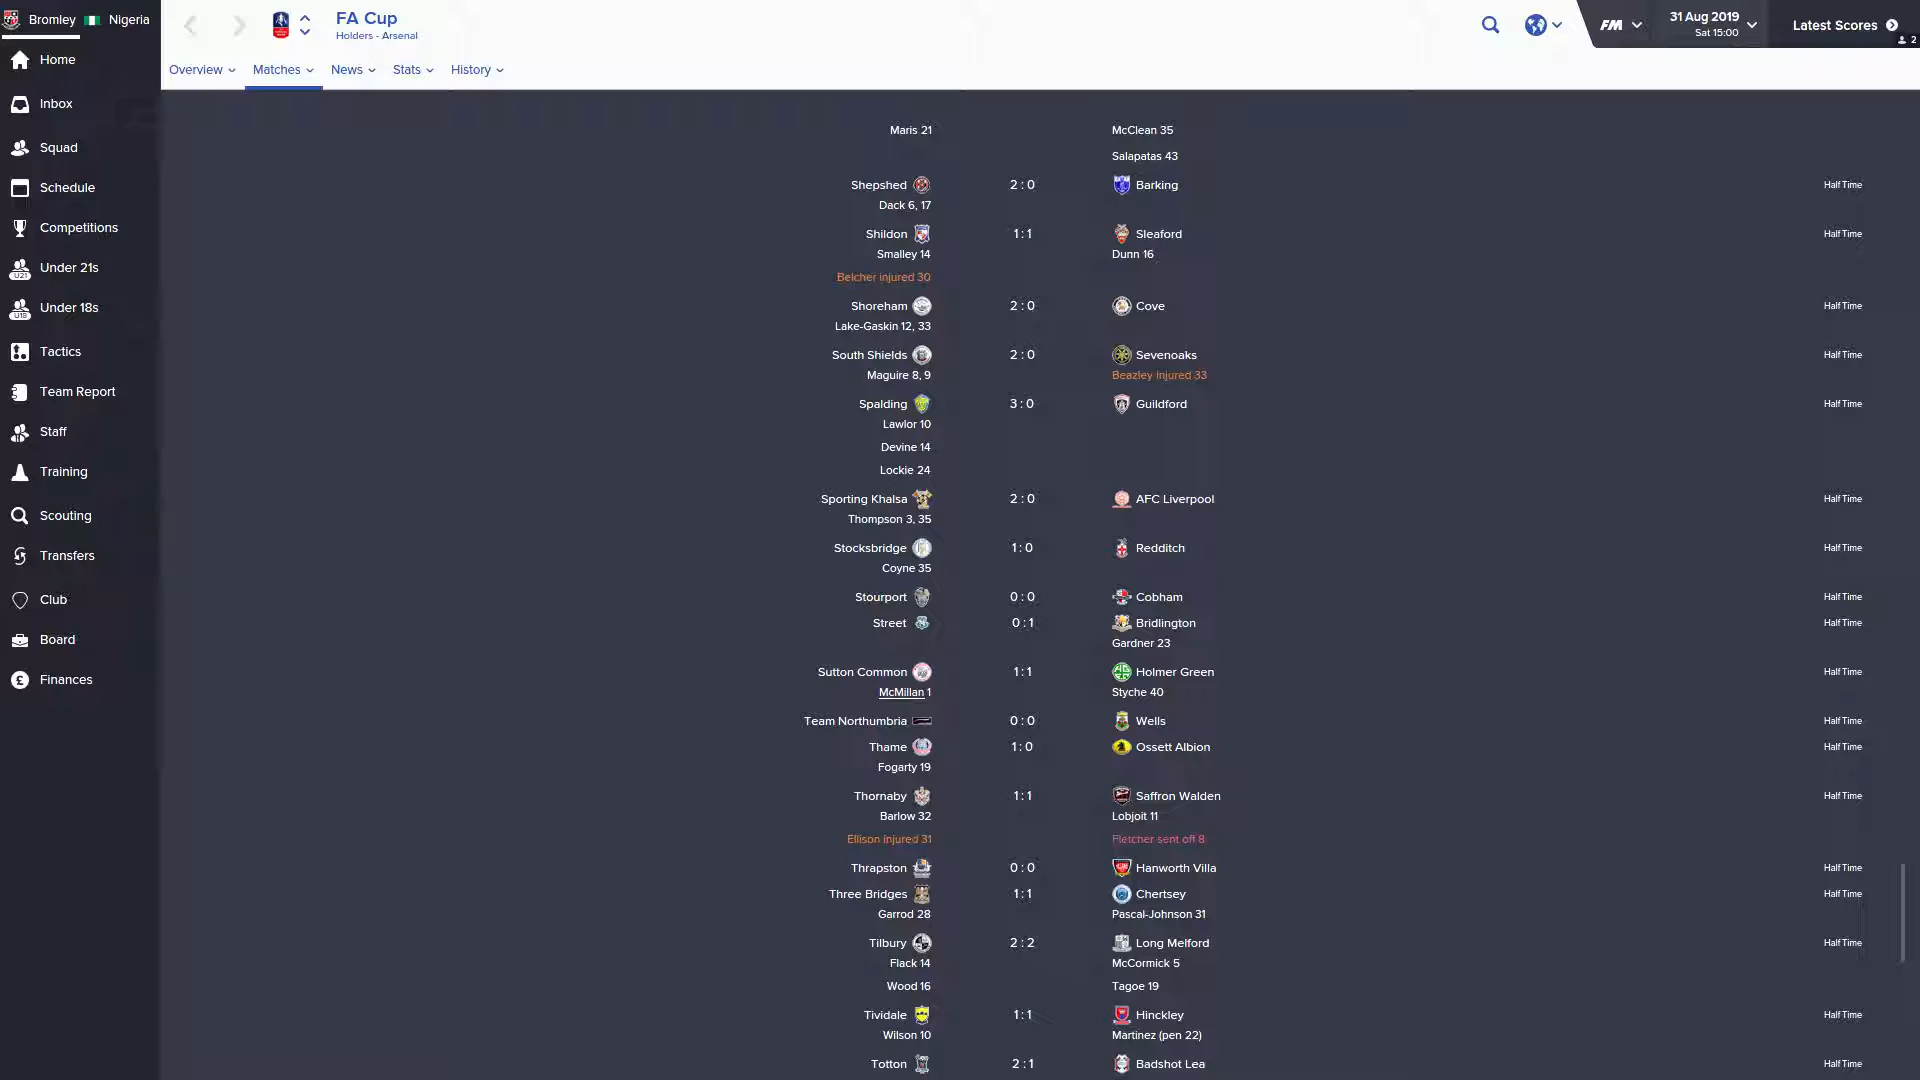 Bromley Nigeria
FA Cup
Holders - Arsenal
FM
31 Aug 2019
Sat 15:00
Latest Scores
2
Overview Matches News Stats History
Home
Inbox
Squad
Schedule
Competitions
U21 Under 21s
U18 Under 18s
Tactics
Team Report
Staff
Training
Scouting
Transfers
Club
Board
£ Finances
Maris 21 McClean 35
Salapatas 43
Shepshed 2 : 0 Barking Half Time
Dack 6, 17
Shildon 1 : 1 Sleaford Half Time
Smalley 14 Dunn 16
Belcher injured 30
Shoreham 2 : 0 Cove Half Time
Lake-Gaskin 12, 33
South Shields 2 : 0 Sevenoaks Half Time
Maguire 8, 9 Beazley injured 33
Spalding 3 : 0 Guildford Half Time
Lawlor 10
Devine 14
Lockie 24
Sporting Khalsa 2 : 0 AFC Liverpool Half Time
Thompson 3, 35
Stocksbridge 1 : 0 Redditch Half Time
Coyne 35
Stourport 0 : 0 Cobham Half Time
Street 0 : 1 Bridlington Half Time
Gardner 23
Sutton Common 1 : 1 Holmer Green Half Time
McMillan 1 Styche 40
Team Northumbria 0 : 0 Wells Half Time
Thame 1 : 0 Ossett Albion Half Time
Fogarty 19
Thornaby 1 : 1 Saffron Walden Half Time
Barlow 32 Lobjoit 11
Ellison injured 31 Fletcher sent off 8
Thrapston 0 : 0 Hanworth Villa Half Time
Three Bridges 1 : 1 Chertsey Half Time
Garrod 28 Pascal-Johnson 31
Tilbury 2 : 2 Long Melford Half Time
Flack 14 McCormick 5
Wood 16 Tagoe 19
Tividale 1 : 1 Hinckley Half Time
Wilson 10 Martinez (pen 22)
Totton 2 : 1 Badshot Lea Half Time